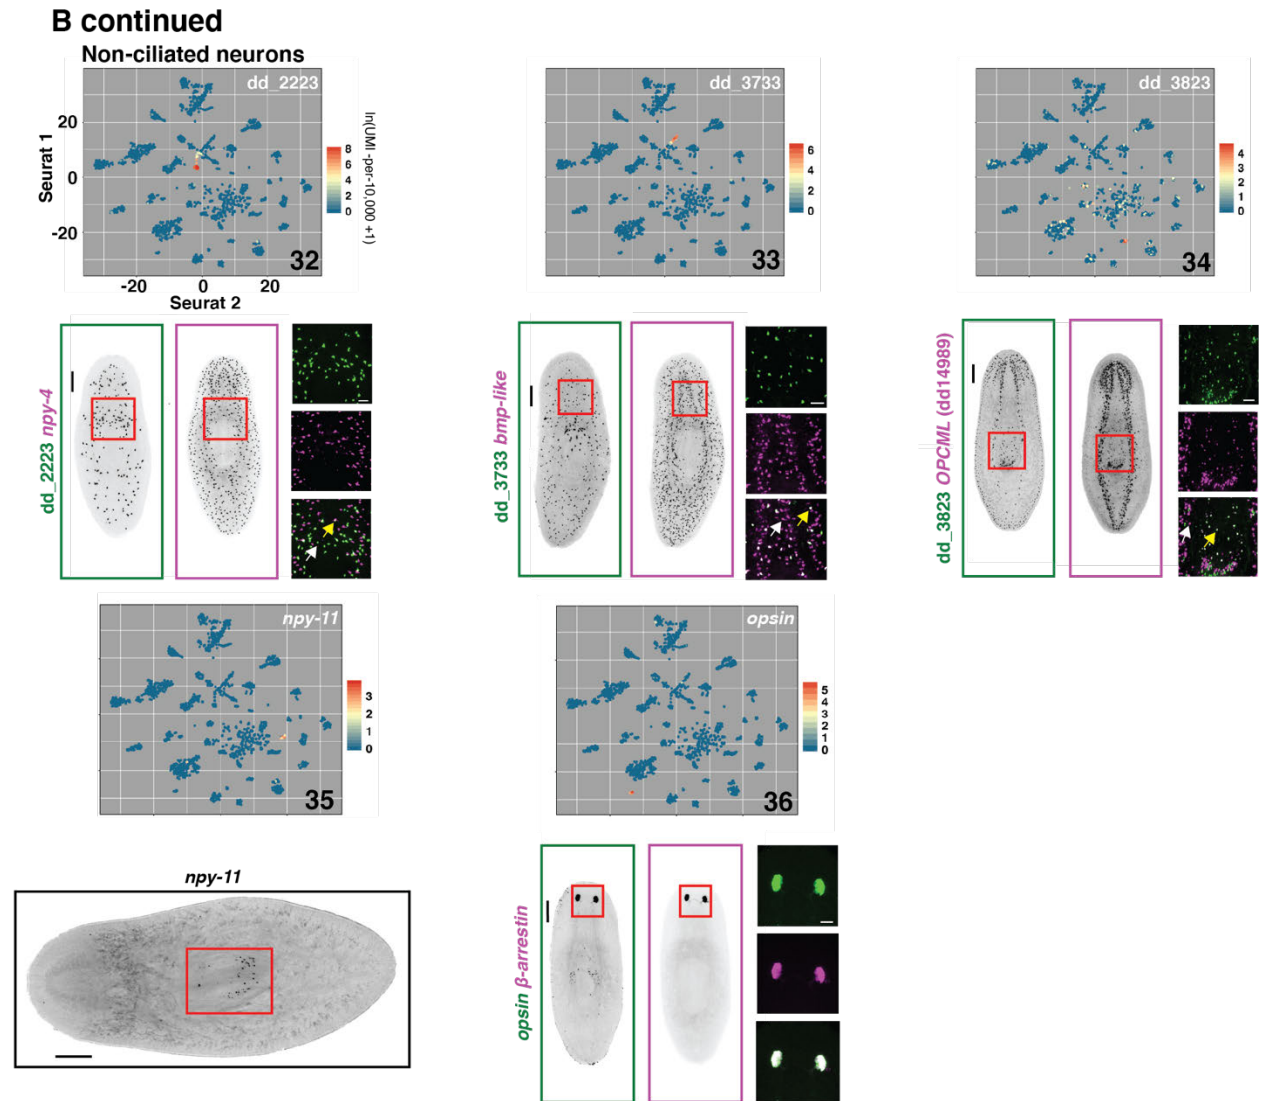 B continued
Non-ciliated neurons
dd_2223
dd_3733
dd_3823
Seurat 1
20
0
-20
-20
0
20
Seurat 2
8
6
4
2
0
ln(UMI -per-10,000 +1)
32
6
4
2
0
33
4
3
2
1
0
34
dd_2223 npy-4
dd_3733 bmp-like
dd_3823 OPCML (dd14989)
npy-11
3
2
1
0
35
opsin
5
4
3
2
1
0
36
npy-11
opsin β-arrestin